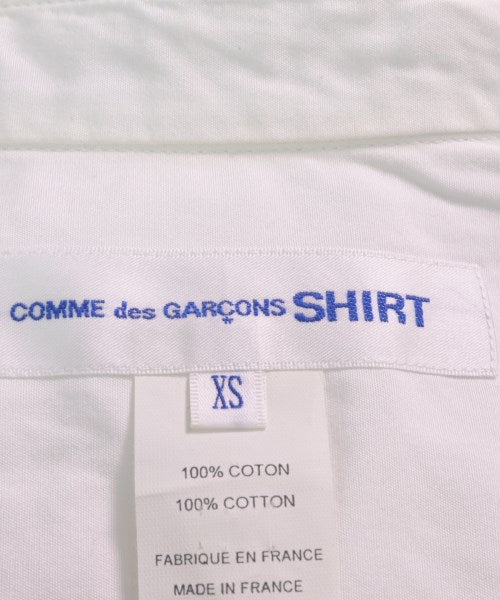 COMME des GARÇONS SHIRT
XS
100% COTON
100% COTTON
FABRIQUE EN FRANCE
MADE IN FRANCE